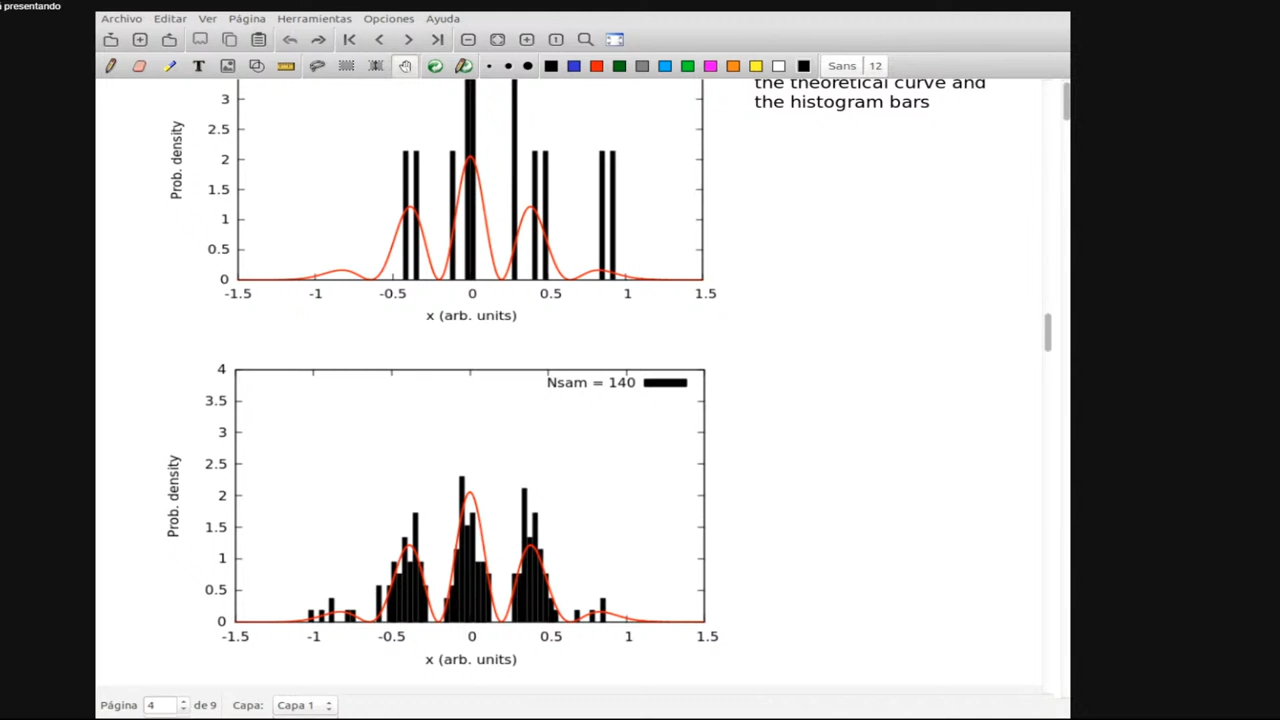 presentando
Archivo Editar Ver Página Herramientas Opciones Ayuda
T Sans 12
the theoretical curve and
the histogram bars
3
2.5
2
1.5
1
0.5
0
Prob. density
-1.5 -1 -0.5 0 0.5 1 1.5
x (arb. units)
4
3.5
3
2.5
2
1.5
1
0.5
0
Prob. density
Nsam = 140
-1.5 -1 -0.5 0 0.5 1 1.5
x (arb. units)
Página 4 de 9 Capa: Capa 1